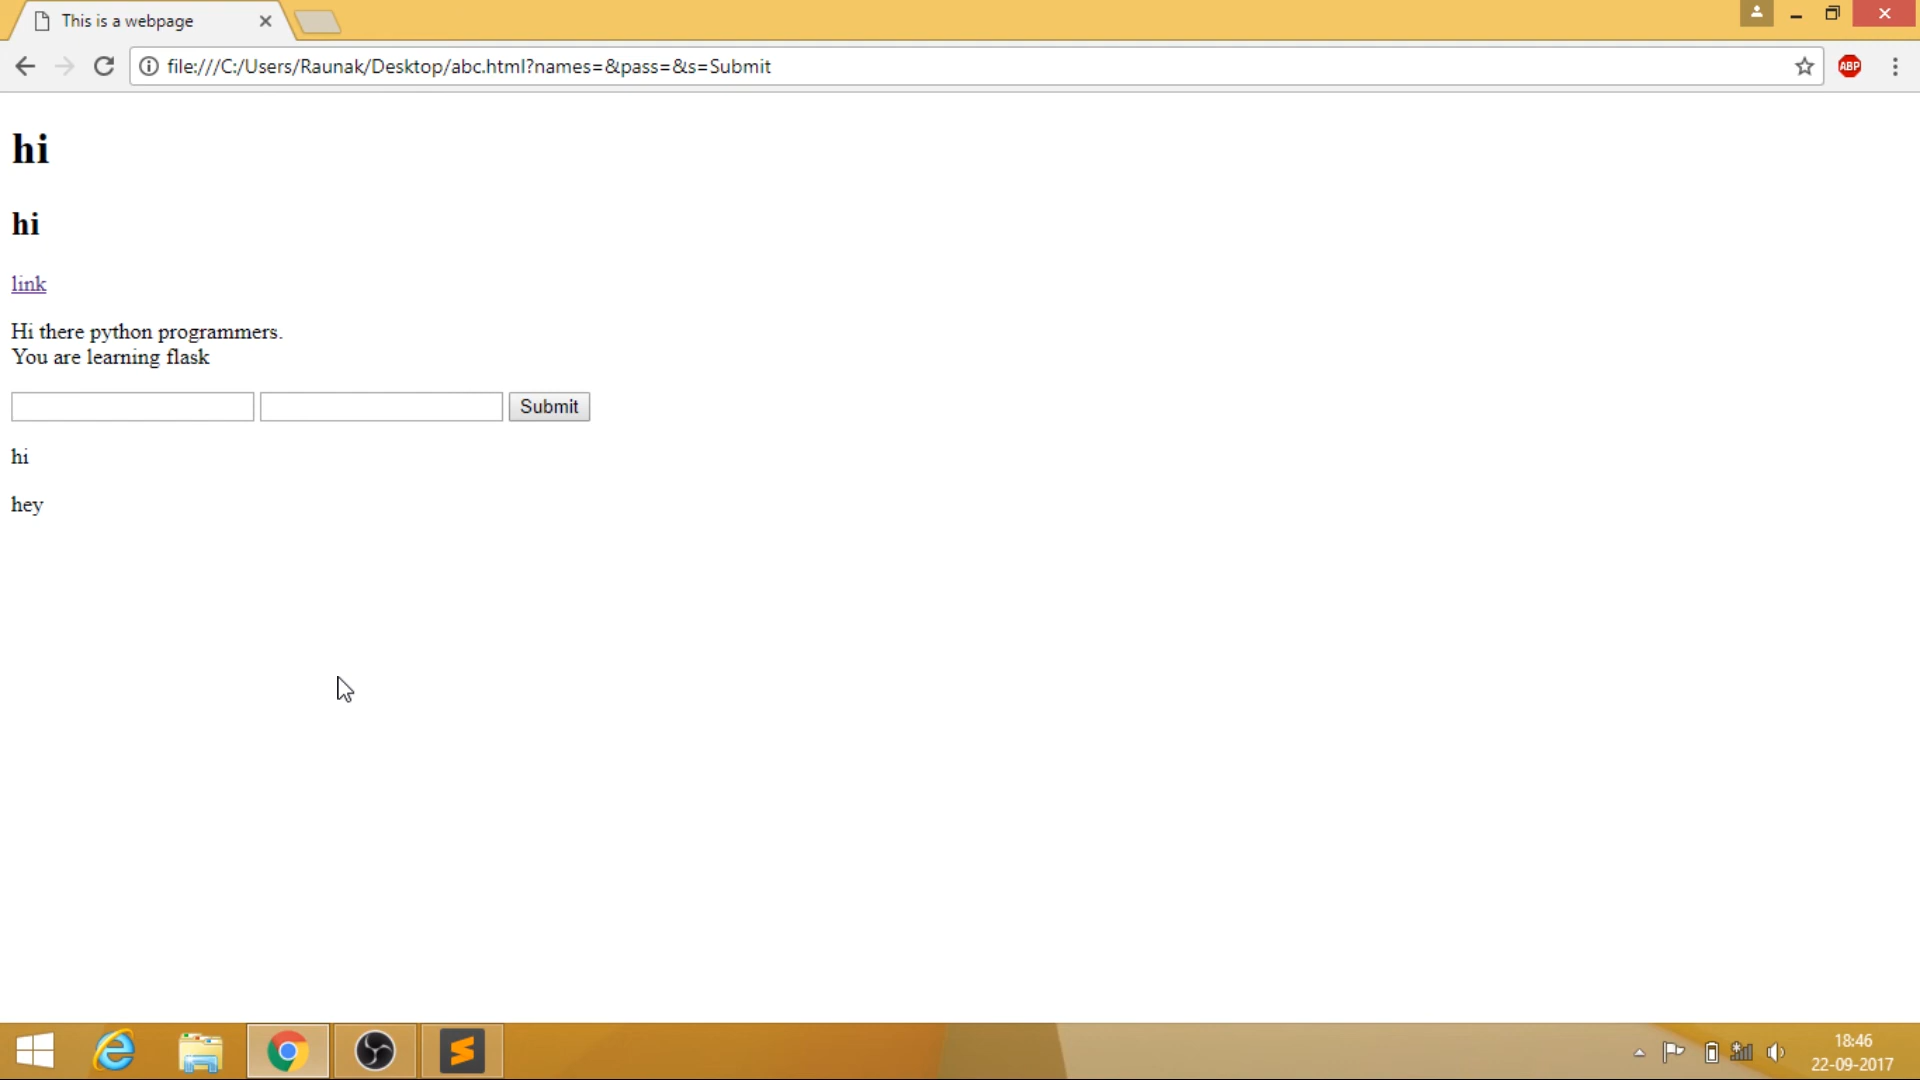 This is a webpage
file:///C:/Users/Raunak/Desktop/abc.html?names=&pass=&s=Submit
ABP
hi
hi
link
Hi there python programmers.
You are learning flask
Submit
hi
hey
18:46
22-09-2017